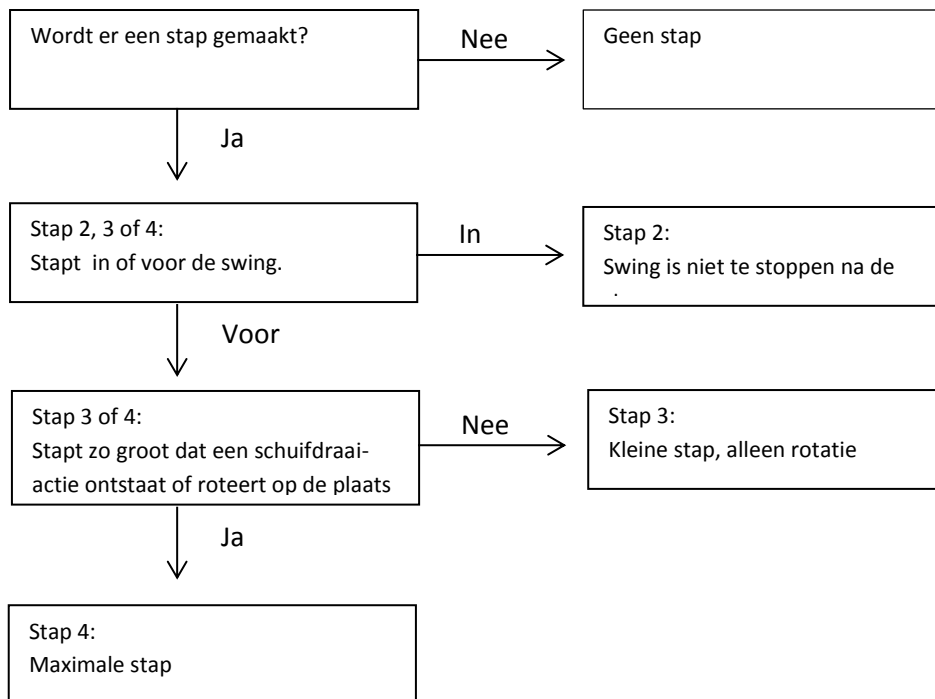 Wordt er een stap gemaakt?
Nee
Geen stap
Ja
Stap 2, 3 of 4:
Stapt in of voor de swing.
In
Stap 2:
Swing is niet te stoppen na de
Voor
Stap 3 of 4:
Stapt zo groot dat een schuifdraai-
actie ontstaat of roteert op de plaats
Nee
Stap 3:
Kleine stap, alleen rotatie
Ja
Stap 4:
Maximale stap